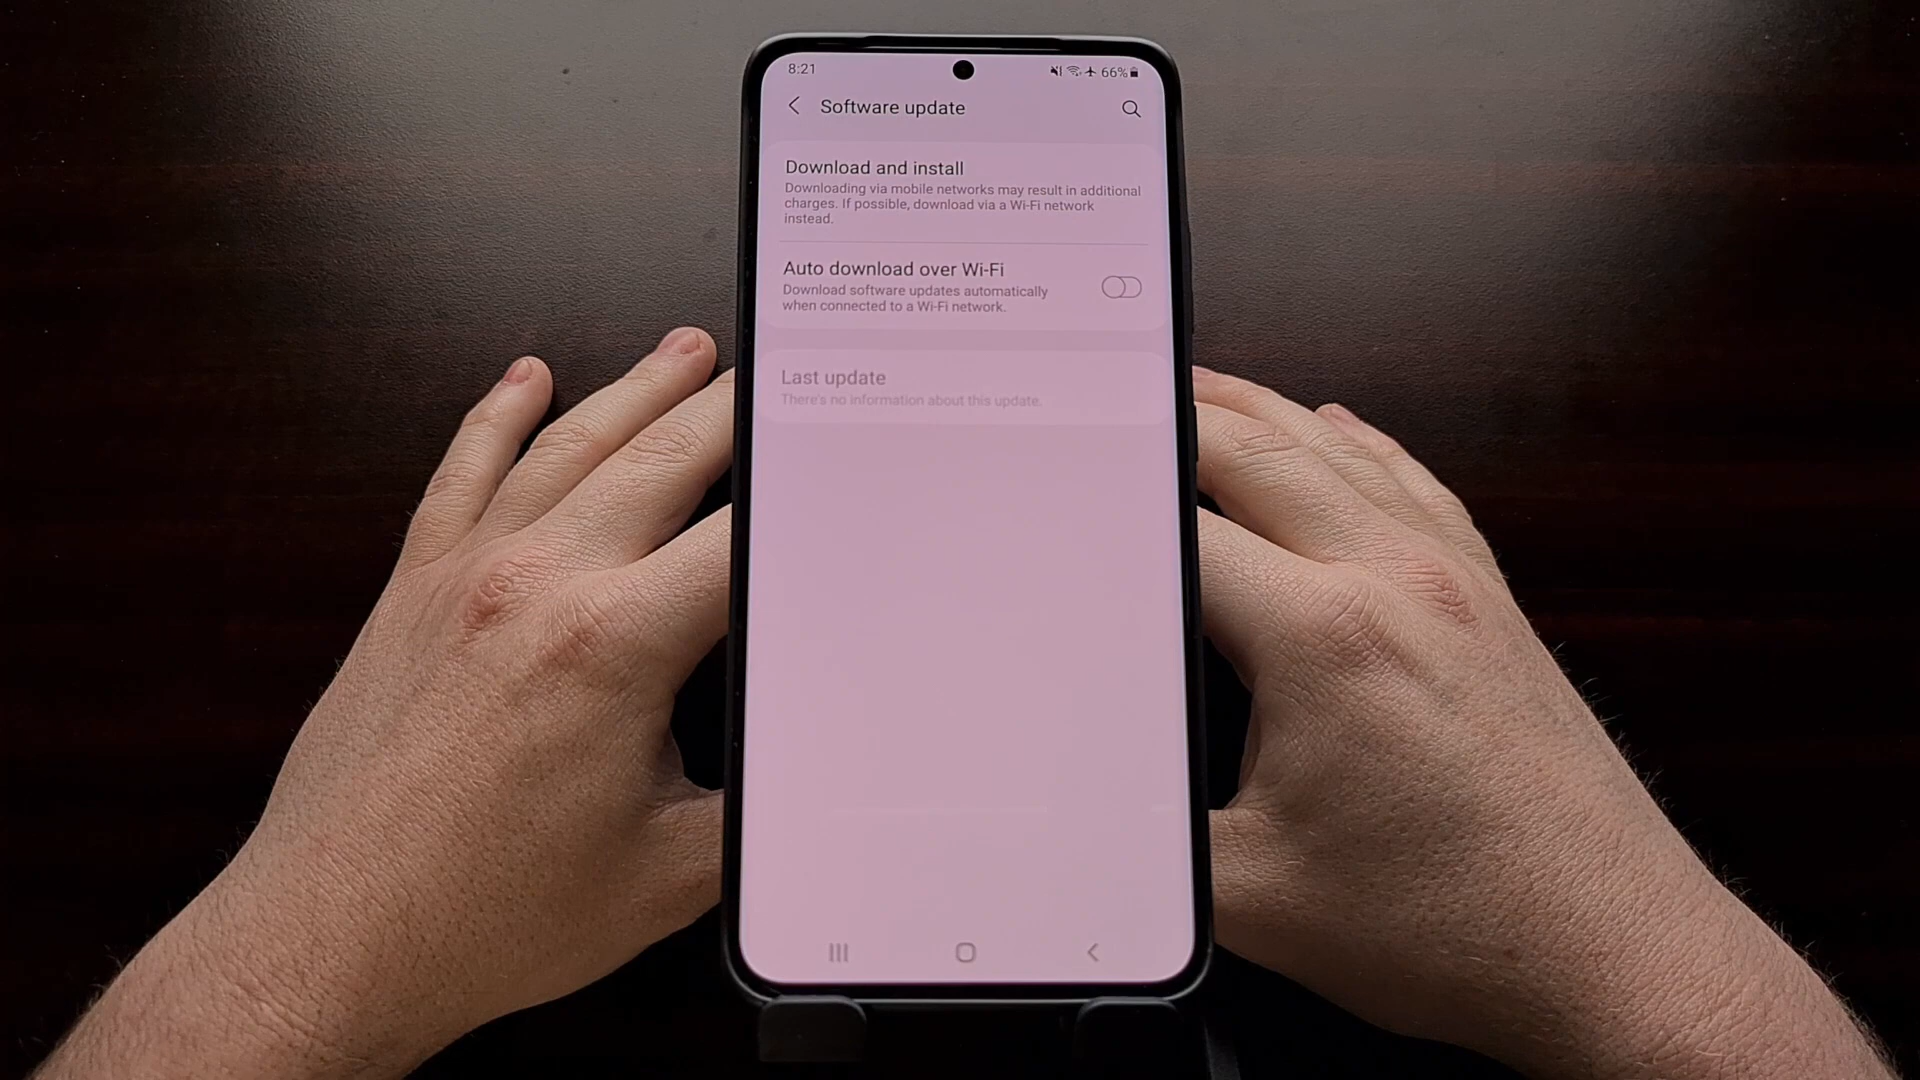 8:21
66%
Software update
Download and install
Downloading via mobile networks may result in additional
charges. If possible, download via a Wi-Fi network
instead.
Auto download over Wi-Fi
Download software updates automatically
when connected to a Wi-Fi network.
Last update
There's no information about this update.